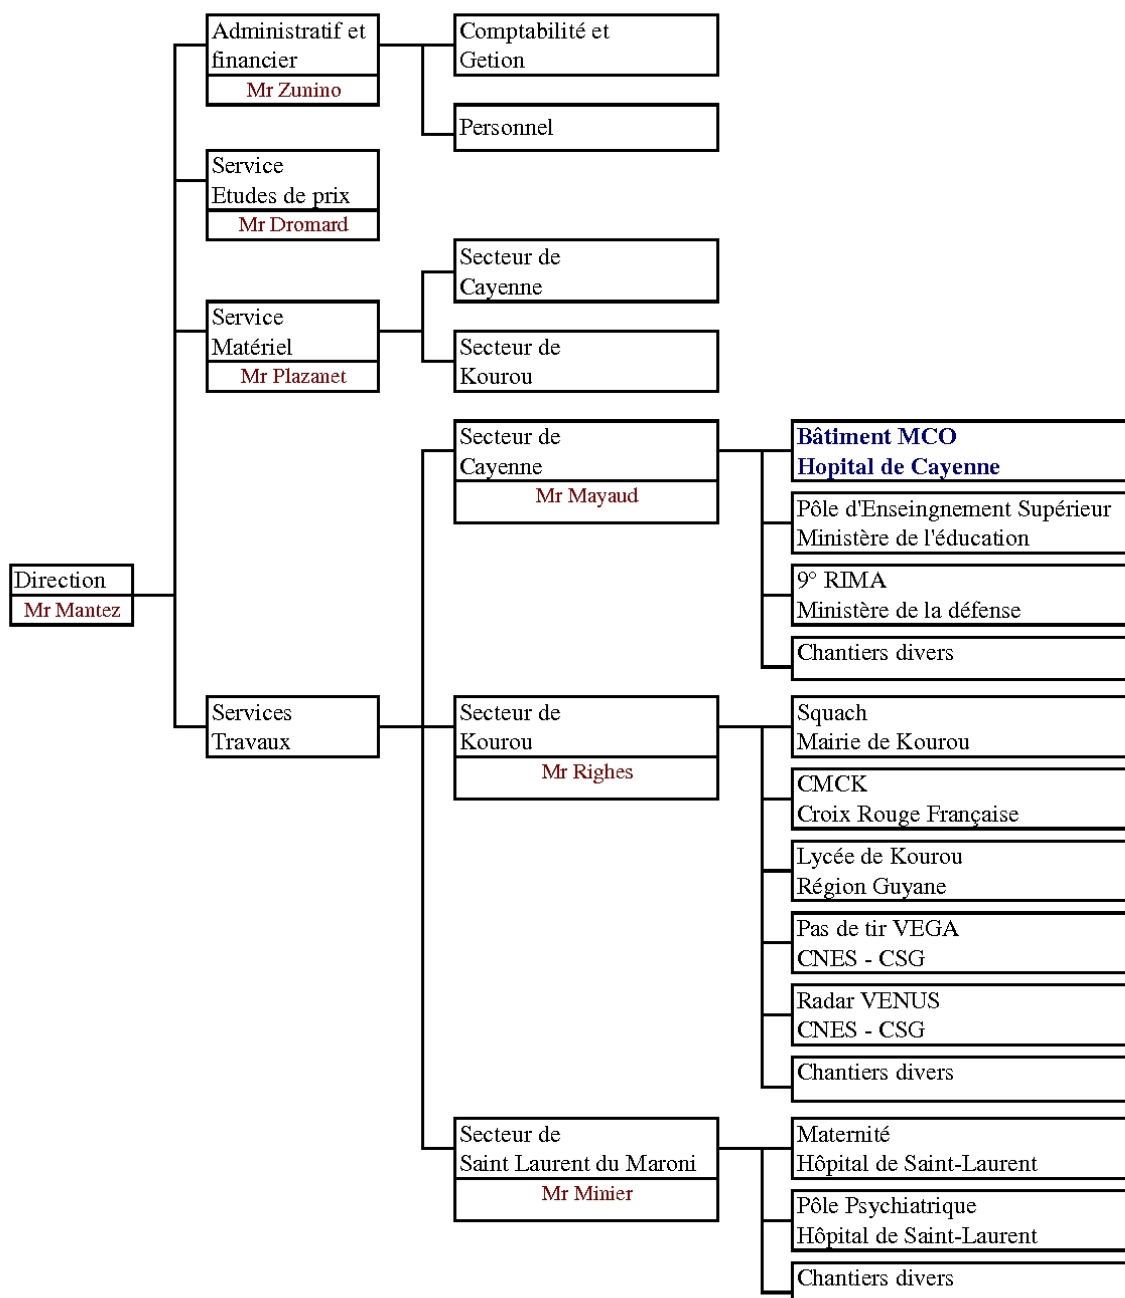 Administratif et
financier
Mr Zunino
Comptabilité et
Getion
Personnel
Service
Etudes de prix
Mr Dromard
Service
Matériel
Mr Plazanet
Secteur de
Cayenne
Secteur de
Kourou
Direction
Mr Mantez
Services
Travaux
Secteur de
Cayenne
Mr Mayaud
Bâtiment MCO
Hopital de Cayenne
Pôle d'Enseingnement Supérieur
Ministère de l'éducation
9° RIMA
Ministère de la défense
Chantiers divers
Secteur de
Kourou
Mr Righes
Squach
Mairie de Kourou
CMCK
Croix Rouge Française
Lycée de Kourou
Région Guyane
Pas de tir VEGA
CNES - CSG
Radar VENUS
CNES - CSG
Chantiers divers
Secteur de
Saint Laurent du Maroni
Mr Minier
Maternité
Hôpital de Saint-Laurent
Pôle Psychiatrique
Hôpital de Saint-Laurent
Chantiers divers